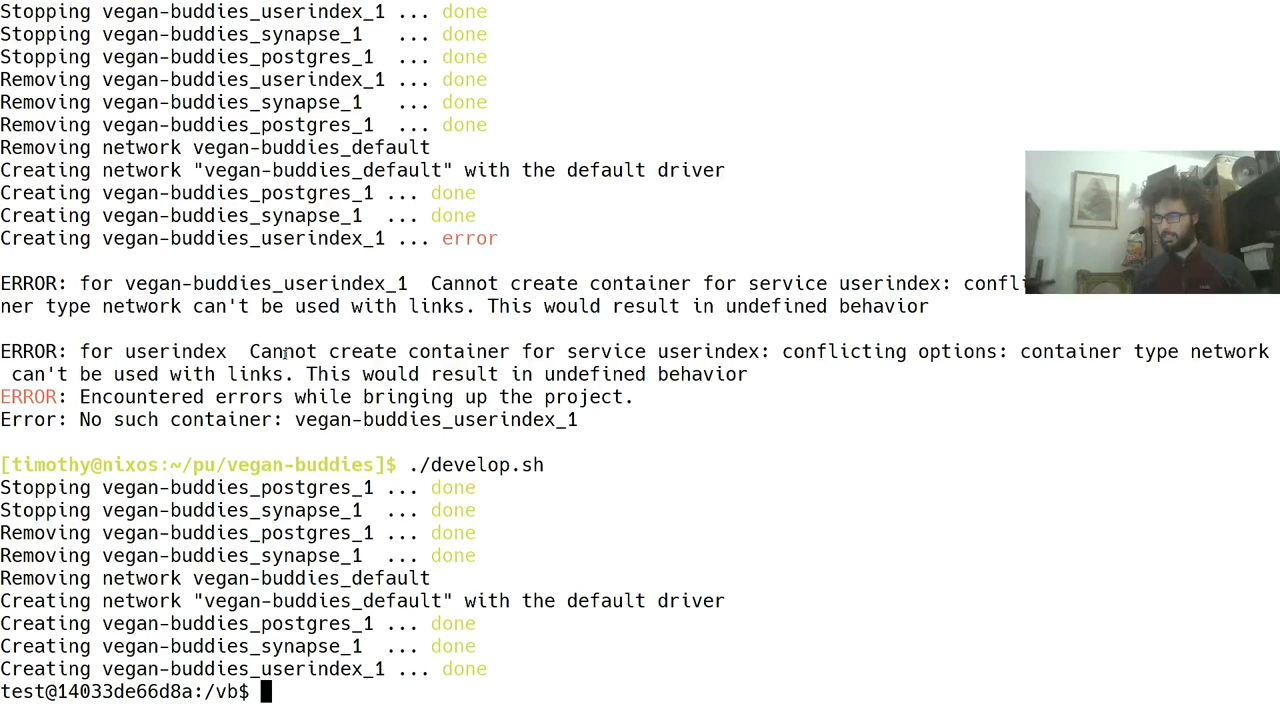 Stopping vegan-buddies_userindex_1 ... done
Stopping vegan-buddies_synapse_1   ... done
Stopping vegan-buddies_postgres_1  ... done
Removing vegan-buddies_userindex_1 ... done
Removing vegan-buddies_synapse_1   ... done
Removing vegan-buddies_postgres_1  ... done
Removing network vegan-buddies_default
Creating network "vegan-buddies_default" with the default driver
Creating vegan-buddies_postgres_1 ... done
Creating vegan-buddies_synapse_1  ... done
Creating vegan-buddies_userindex_1 ... error
ERROR: for vegan-buddies_userindex_1  Cannot create container for service userindex:
ner type network can't be used with links. This would result in undefined behavior
ERROR: for userindex  Cannot create container for service userindex: conflicting options: container type network
can't be used with links. This would result in undefined behavior
ERROR: Encountered errors while bringing up the project.
Error: No such container: vegan-buddies_userindex_1
[timothy@nixos:~/pu/vegan-buddies]$ ./develop.sh
Stopping vegan-buddies_postgres_1 ... done
Stopping vegan-buddies_synapse_1  ... done
Removing vegan-buddies_postgres_1 ... done
Removing vegan-buddies_synapse_1  ... done
Removing network vegan-buddies_default
Creating network "vegan-buddies_default" with the default driver
Creating vegan-buddies_postgres_1 ... done
Creating vegan-buddies_synapse_1  ... done
Creating vegan-buddies_userindex_1 ... done
test@14033de66d8a:/vb$